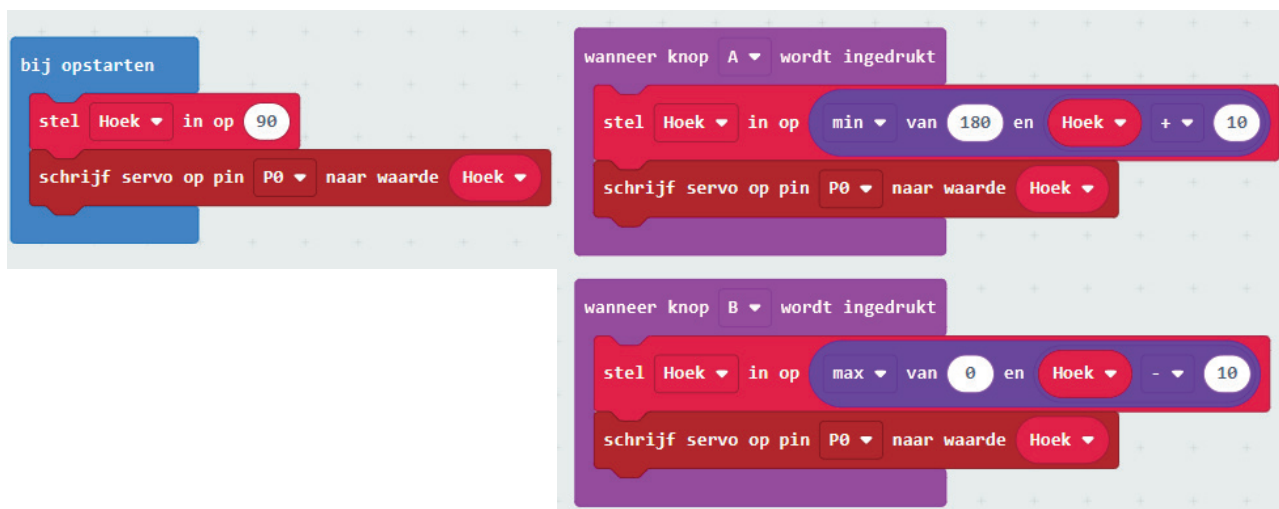 bij opstarten
stel Hoek in op 90
schrijf servo op pin P0 naar waarde Hoek
wanneer knop A wordt ingedrukt
stel Hoek in op min van 180 en Hoek + 10
schrijf servo op pin P0 naar waarde Hoek
wanneer knop B wordt ingedrukt
stel Hoek in op max van 0 en Hoek - 10
schrijf servo op pin P0 naar waarde Hoek